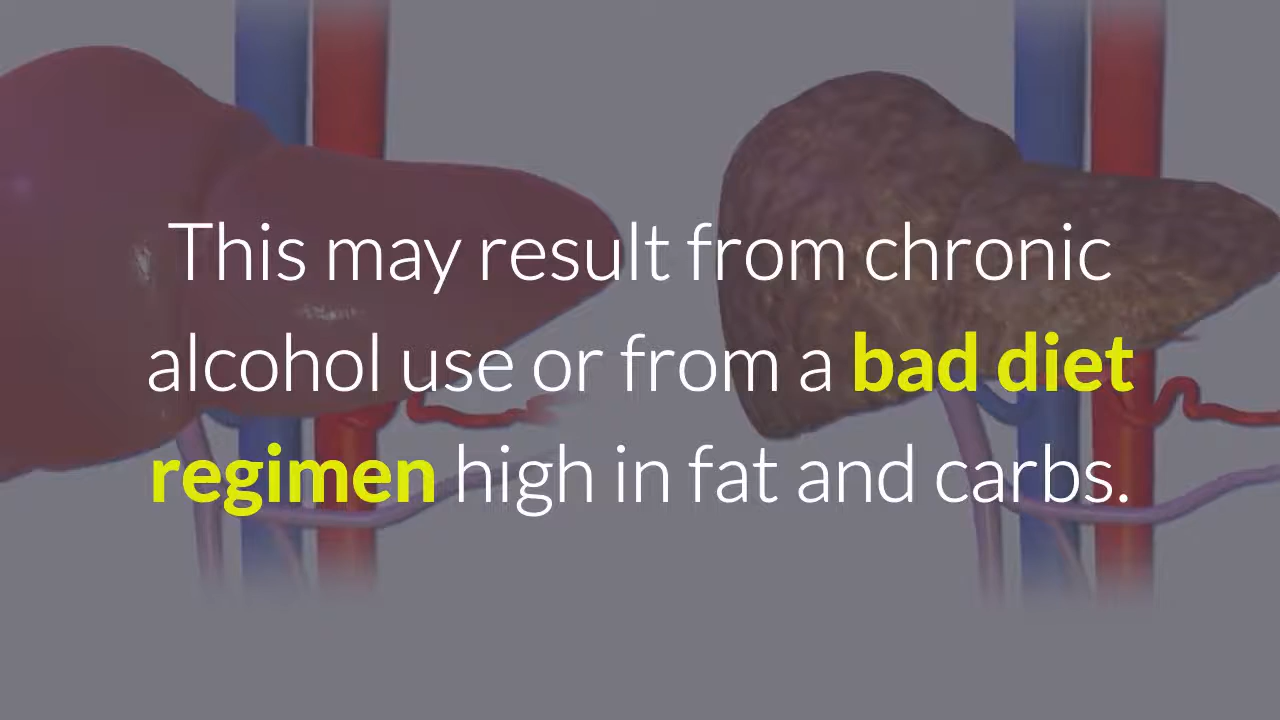 This may result from chronic
alcohol use or from a bad diet
regimen high in fat and carbs.